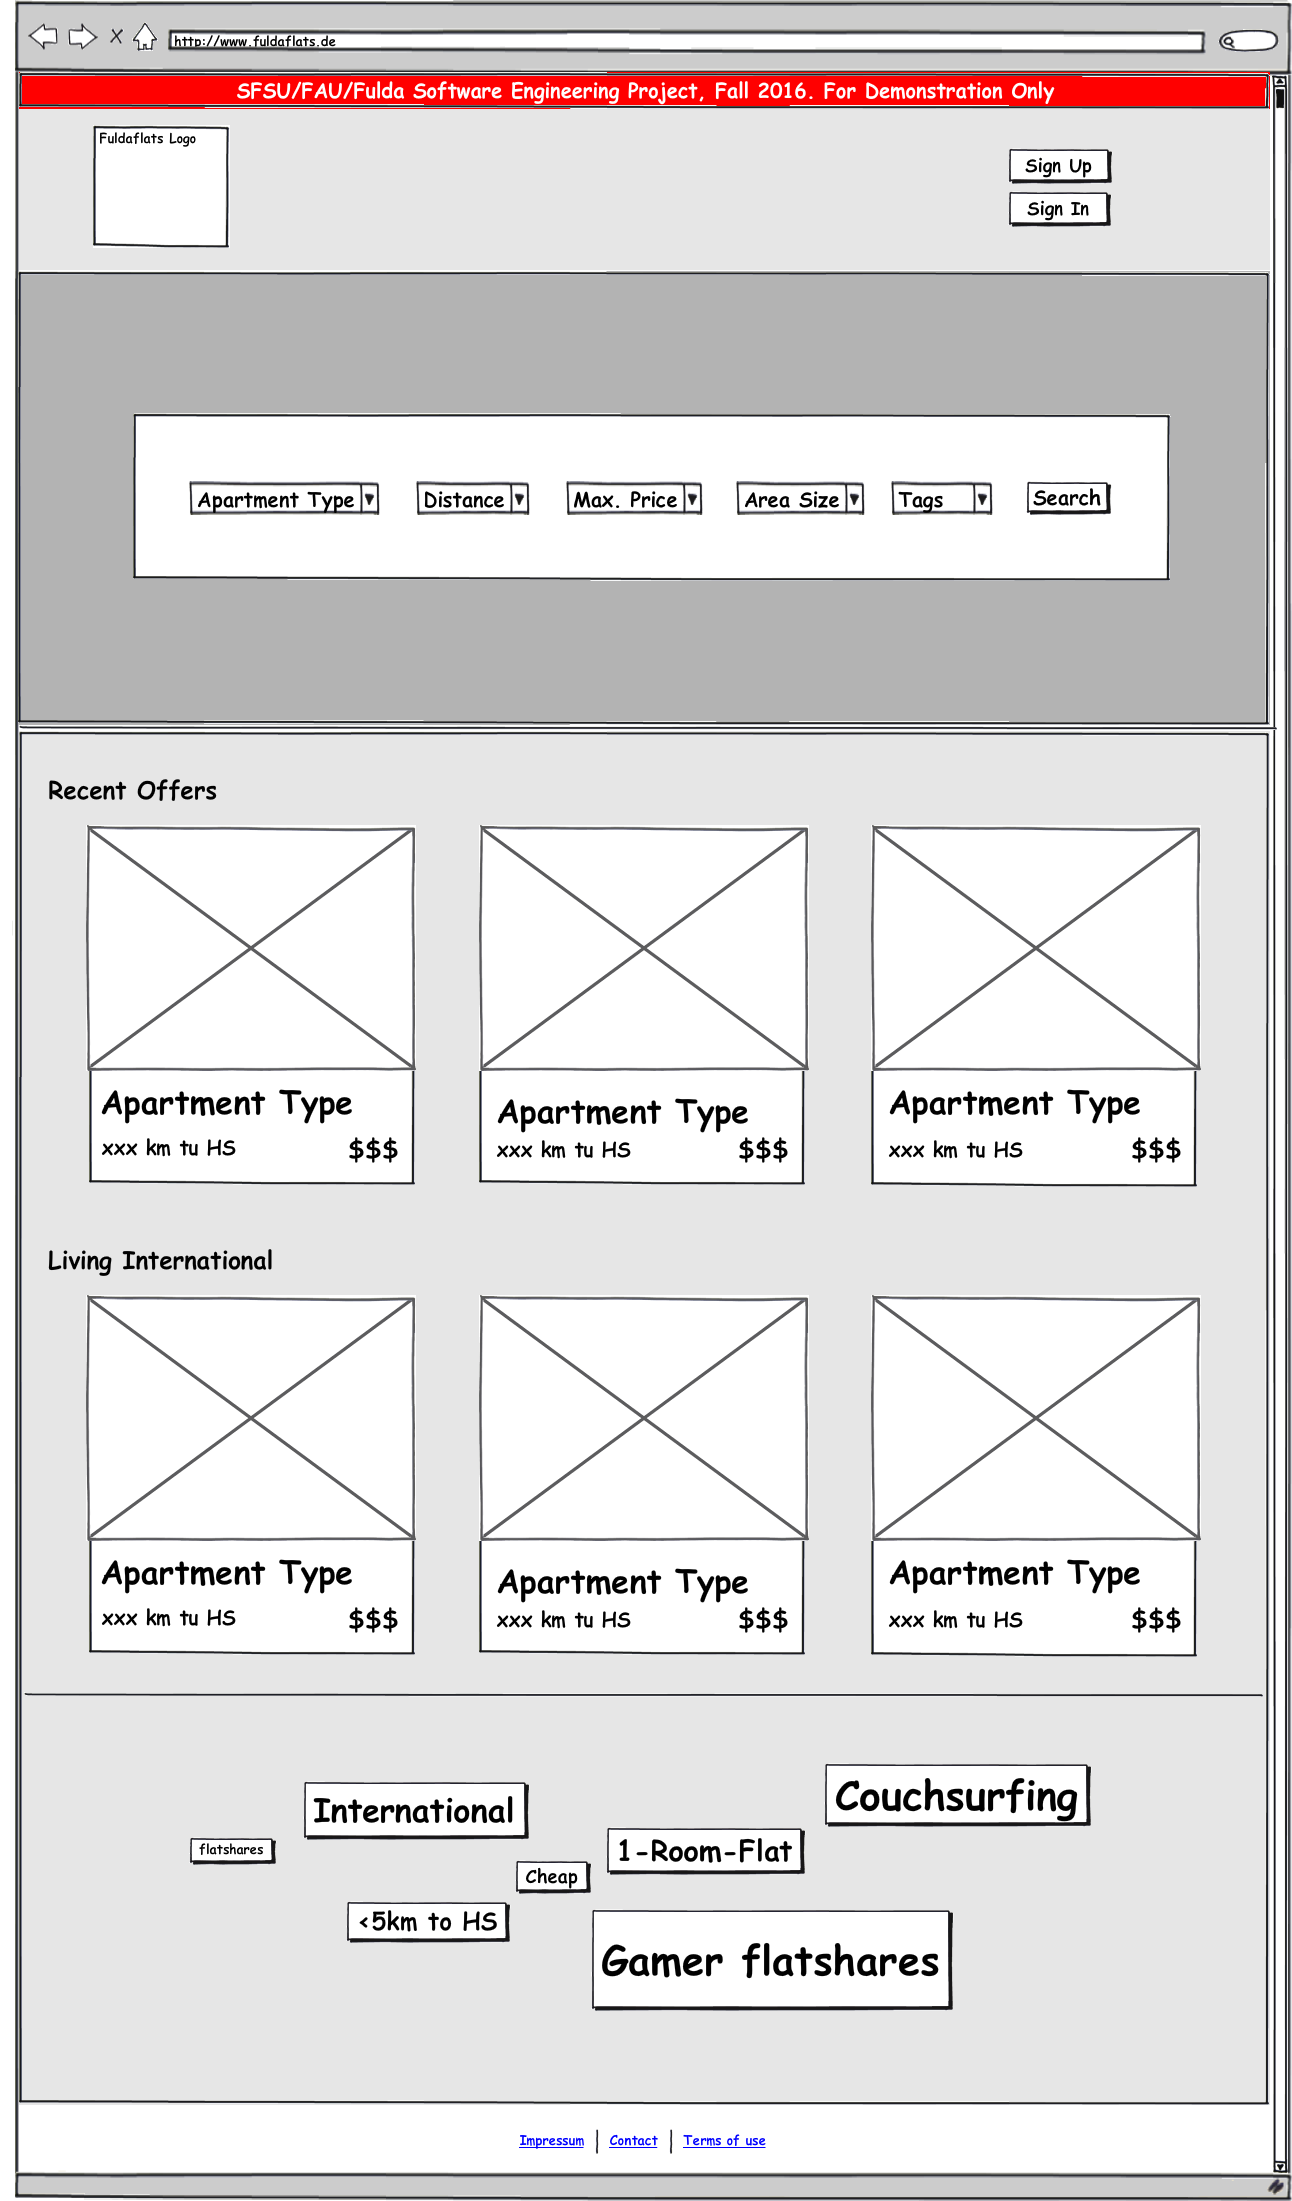 http://www.fuldaflats.de
SFSU/FAU/Fulda Software Engineering Project, Fall 2016. For Demonstration Only
Fuldaflats Logo
Sign Up
Sign In
Apartment Type Distance Max. Price Area Size Tags Search
Recent Offers
Apartment Type Apartment Type Apartment Type
xxx km tu HS $$$ xxx km tu HS $$$ xxx km tu HS $$$
Living International
Apartment Type Apartment Type Apartment Type
xxx km tu HS $$$ xxx km tu HS $$$ xxx km tu HS $$$
Couchsurfing
International
flatshares
1-Room-Flat
Cheap
<5km to HS
Gamer flatshares
Impressum Contact Terms of use